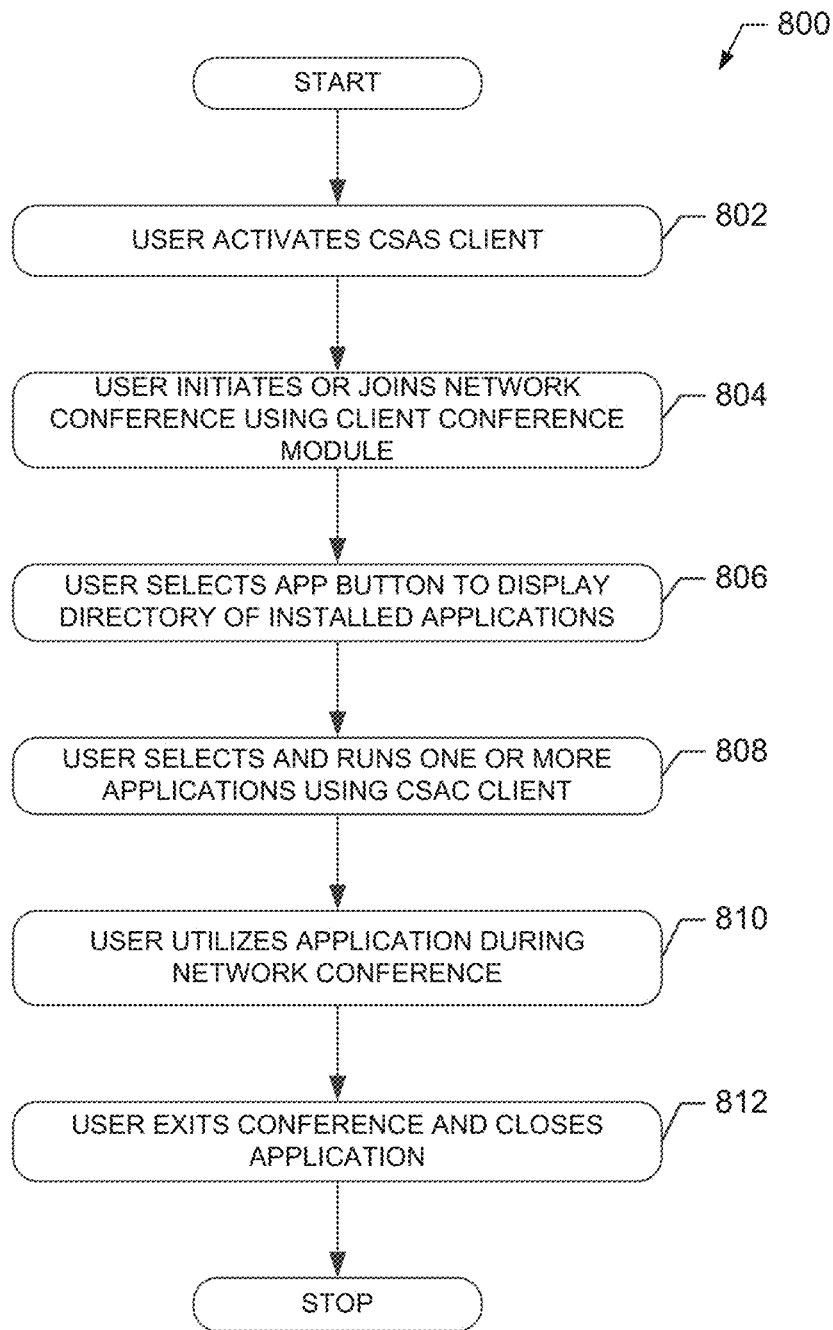 800
START
USER ACTIVATES CSAS CLIENT
802
USER INITIATES OR JOINS NETWORK
CONFERENCE USING CLIENT CONFERENCE
MODULE
804
USER SELECTS APP BUTTON TO DISPLAY
DIRECTORY OF INSTALLED APPLICATIONS
806
USER SELECTS AND RUNS ONE OR MORE
APPLICATIONS USING CSAC CLIENT
808
USER UTILIZES APPLICATION DURING
NETWORK CONFERENCE
810
USER EXITS CONFERENCE AND CLOSES
APPLICATION
812
STOP